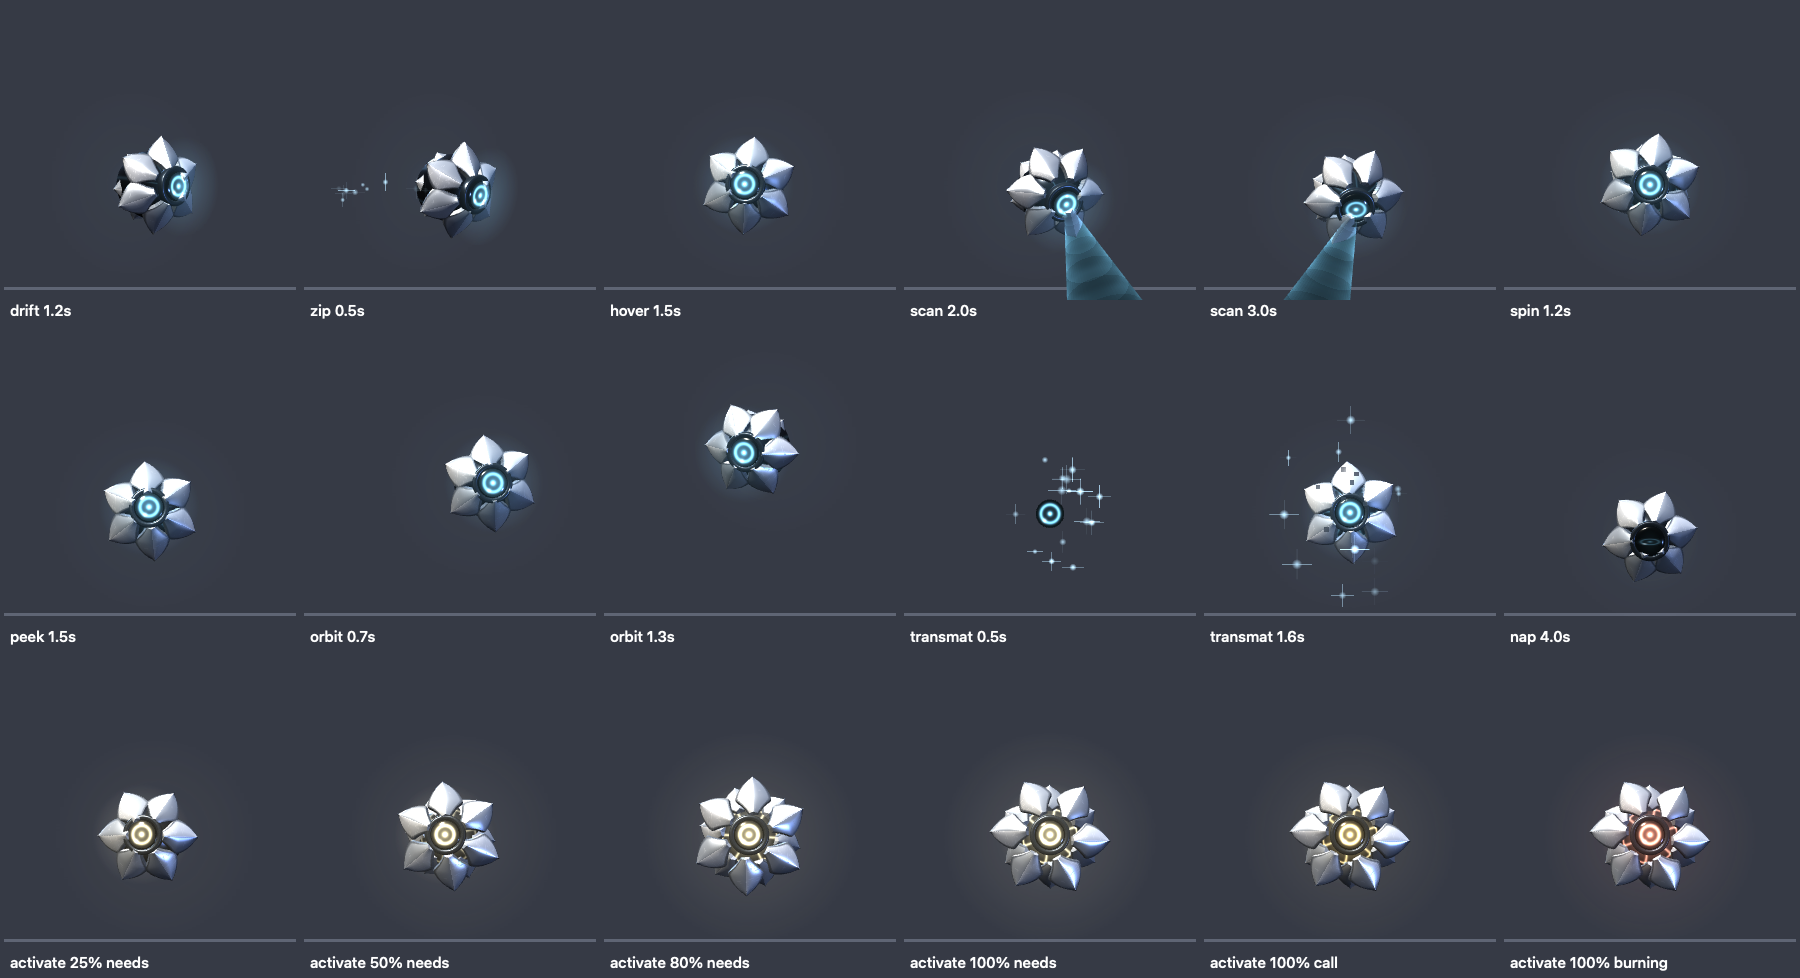 drift 1.2s
zip 0.5s
hover 1.5s
scan 2.0s
scan 3.0s
spin 1.2s
peek 1.5s
orbit 0.7s
orbit 1.3s
transmat 0.5s
transmat 1.6s
nap 4.0s
activate 25% needs
activate 50% needs
activate 80% needs
activate 100% needs
activate 100% call
activate 100% burning